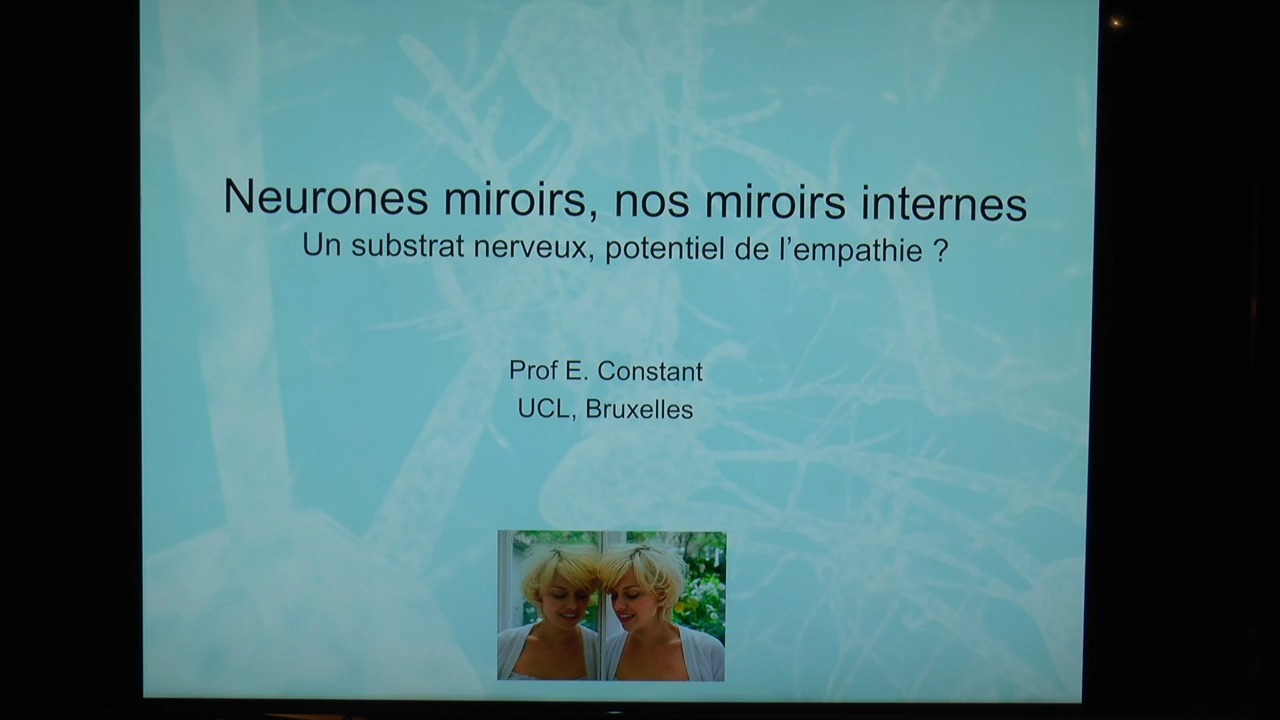 Neurones miroirs, nos miroirs internes
Un substrat nerveux, potentiel de l'empathie ?
Prof E. Constant
UCL, Bruxelles